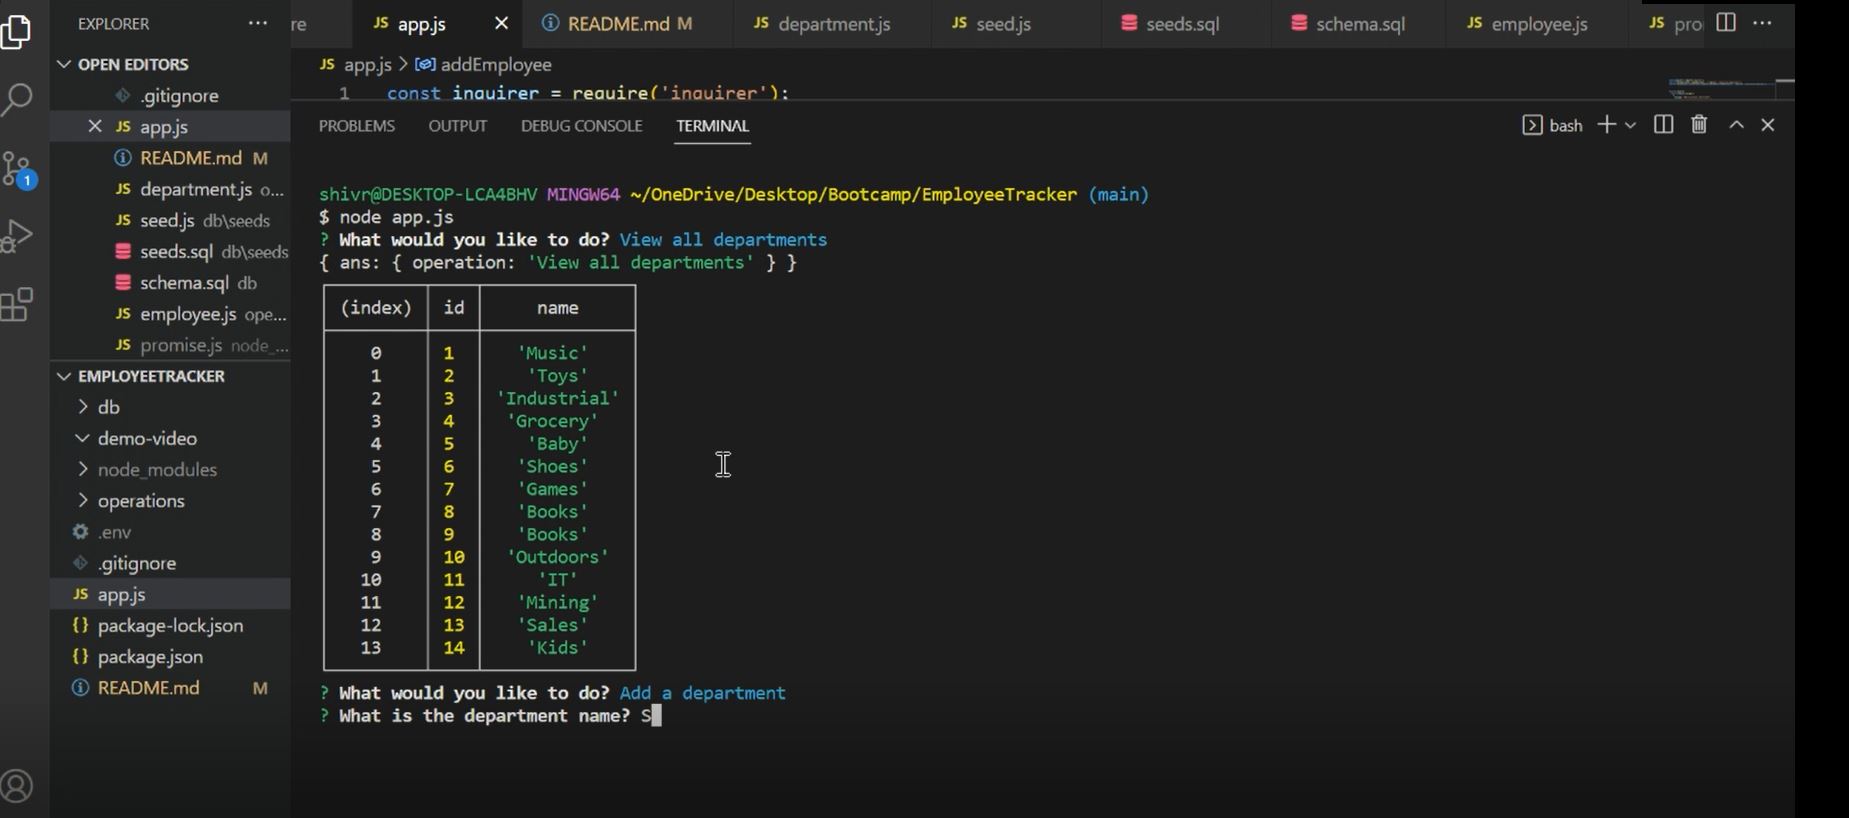 EXPLORER ···
OPEN EDITORS
.gitignore
JS app.js
README.md M
JS department.js o...
JS seed.js db\seeds
seeds.sql db\seeds
schema.sql db
JS employee.js ope...
JS promise.js node_...
EMPLOYEETRACKER
db
demo-video
node_modules
operations
.env
.gitignore
JS app.js
{} package-lock.json
{} package.json
README.md M
1
re JS app.js README.md M JS department.js JS seed.js seeds.sql schema.sql JS employee.js JS pro ···
JS app.js > addEmployee
1 const inquirer = require('inquirer');
PROBLEMS OUTPUT DEBUG CONSOLE TERMINAL bash
shivr@DESKTOP-LCA4BHV MINGW64 ~/OneDrive/Desktop/Bootcamp/EmployeeTracker (main)
$ node app.js
? What would you like to do? View all departments
{ ans: { operation: 'View all departments' } }
(index) id name
0 1 'Music'
1 2 'Toys'
2 3 'Industrial'
3 4 'Grocery'
4 5 'Baby'
5 6 'Shoes'
6 7 'Games'
7 8 'Books'
8 9 'Books'
9 10 'Outdoors'
10 11 'IT'
11 12 'Mining'
12 13 'Sales'
13 14 'Kids'
? What would you like to do? Add a department
? What is the department name? S